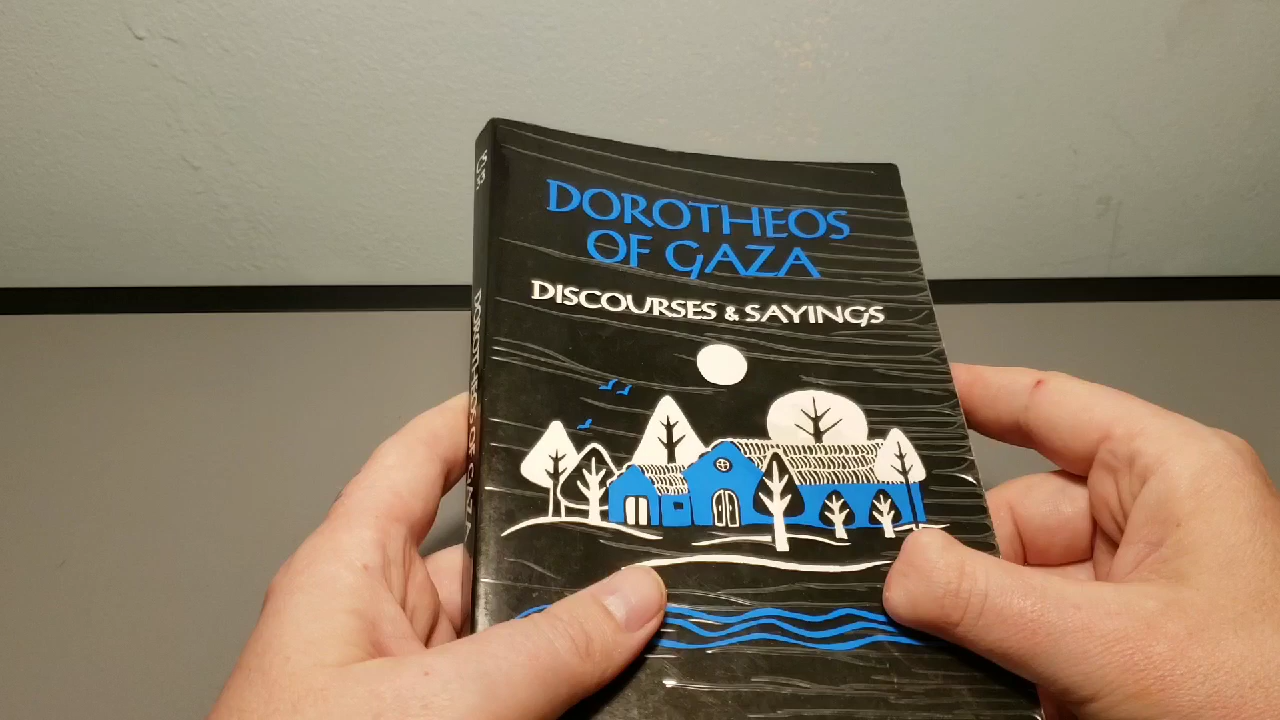 DOROTHEOS
OF GAZA
DISCOURSES & SAYINGS
DOROTHEOS OF GAZA